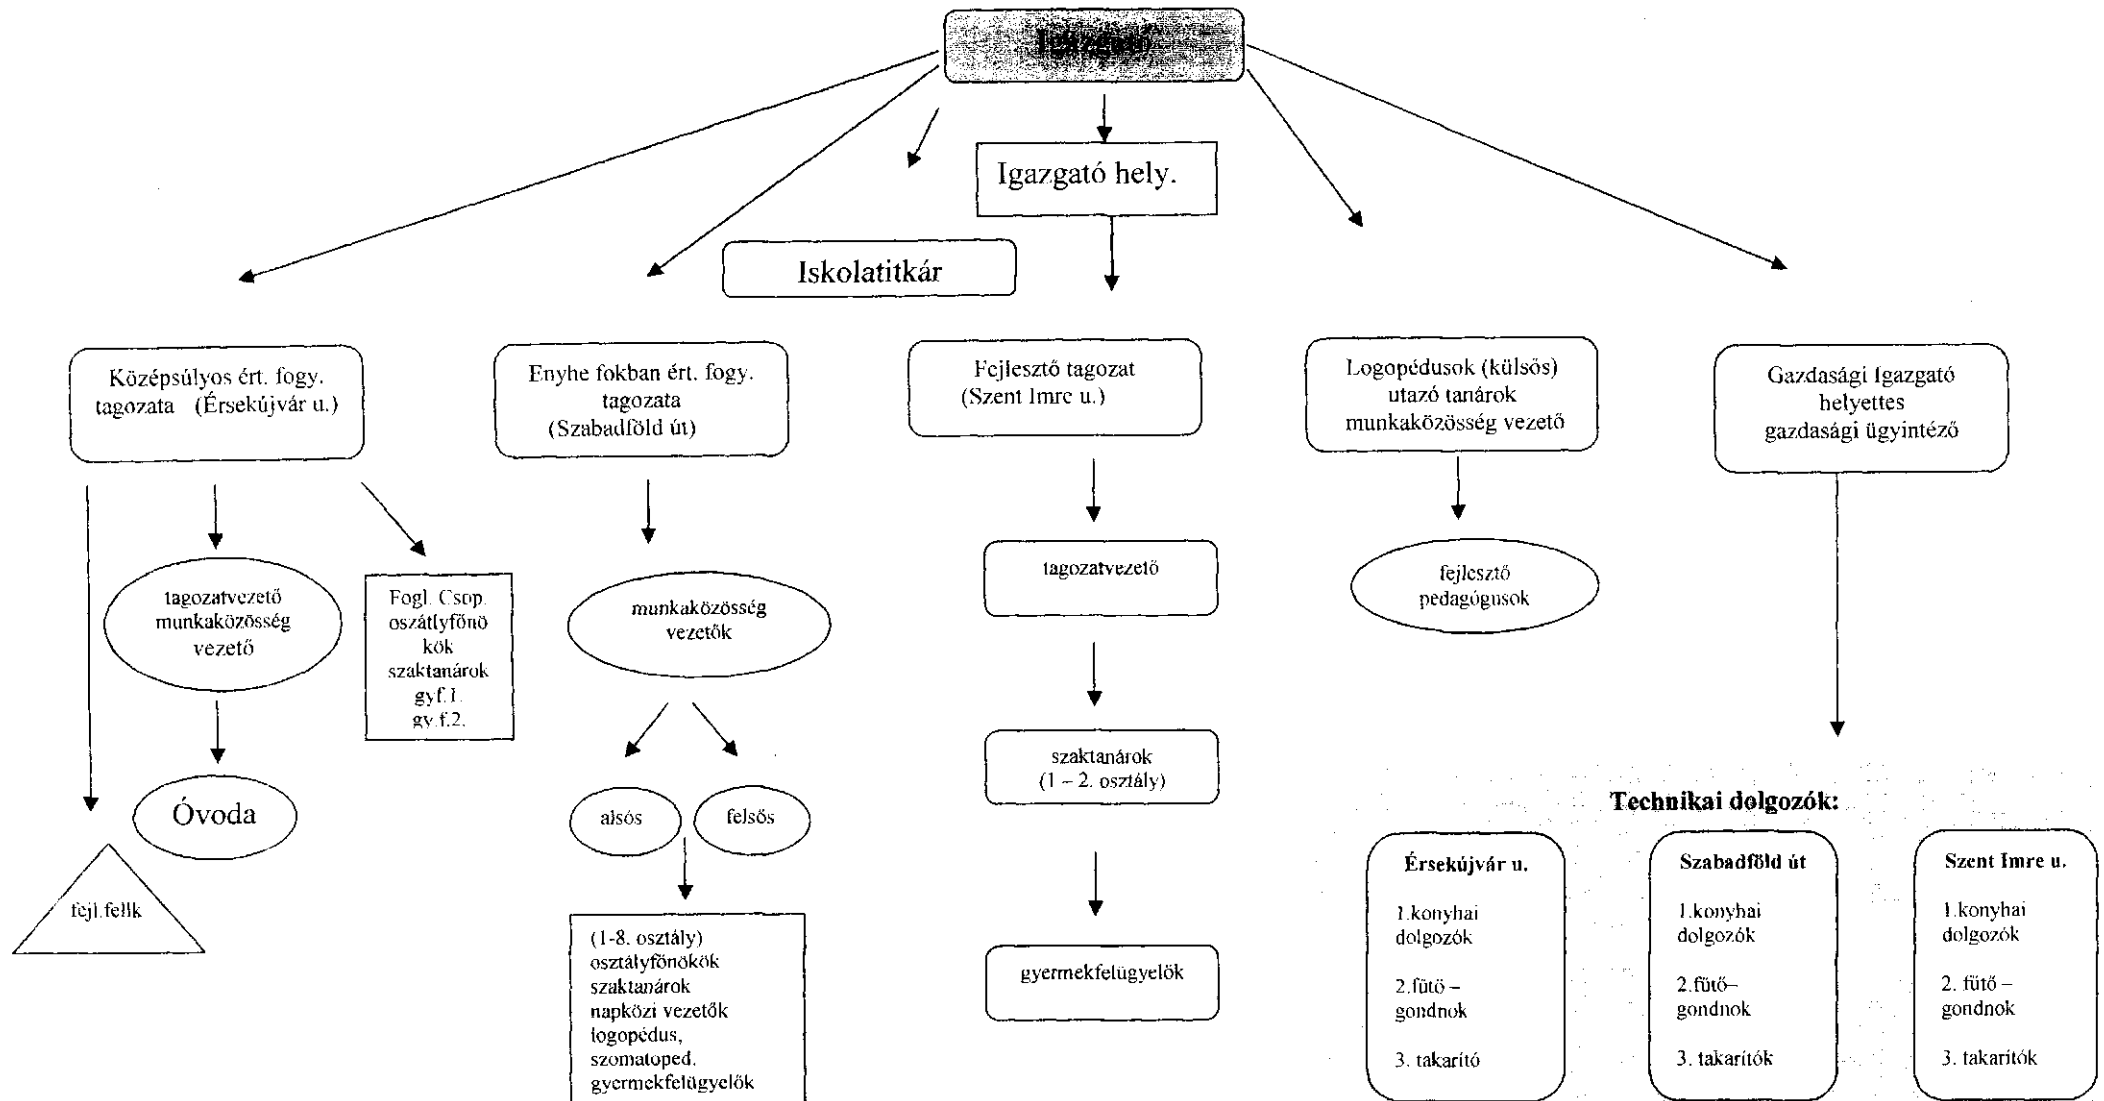 Igazgató
Igazgató hely.
Iskolatitkár
Középsúlyos ért. fogy.
tagozata (Érsekújvár u.)
Enyhe fokban ért. fogy.
tagozata
(Szabadföld út)
Fejlesztő tagozat
(Szent Imre u.)
Logopédusok (külsős)
utazó tanárok
munkaközösség vezető
Gazdasági Igazgató
helyettes
gazdasági ügyintéző
tagozatvezető
munkaközösség
vezető
Fogl. Csop.
oszátlyfőnö
kök
szaktanárok
gyf.1.
gy.f.2.
munkaközösség
vezetők
tagozatvezető
fejlesztő
pedagógusok
Óvoda
fejl.fellk
alsós
felsős
szaktanárok
(1 – 2. osztály)
(1-8. osztály)
osztályfőnökök
szaktanárok
napközi vezetők
logopédus,
szomatoped.
gyermekfelügyelők
gyermekfelügyelők
Technikai dolgozók:
Érsekújvár u.
1.konyhai
dolgozók
2.fűtő –
gondnok
3. takarító
Szabadföld út
1.konyhai
dolgozók
2.fűtő–
gondnok
3. takarítók
Szent Imre u.
1.konyhai
dolgozók
2. fűtő –
gondnok
3. takarítók